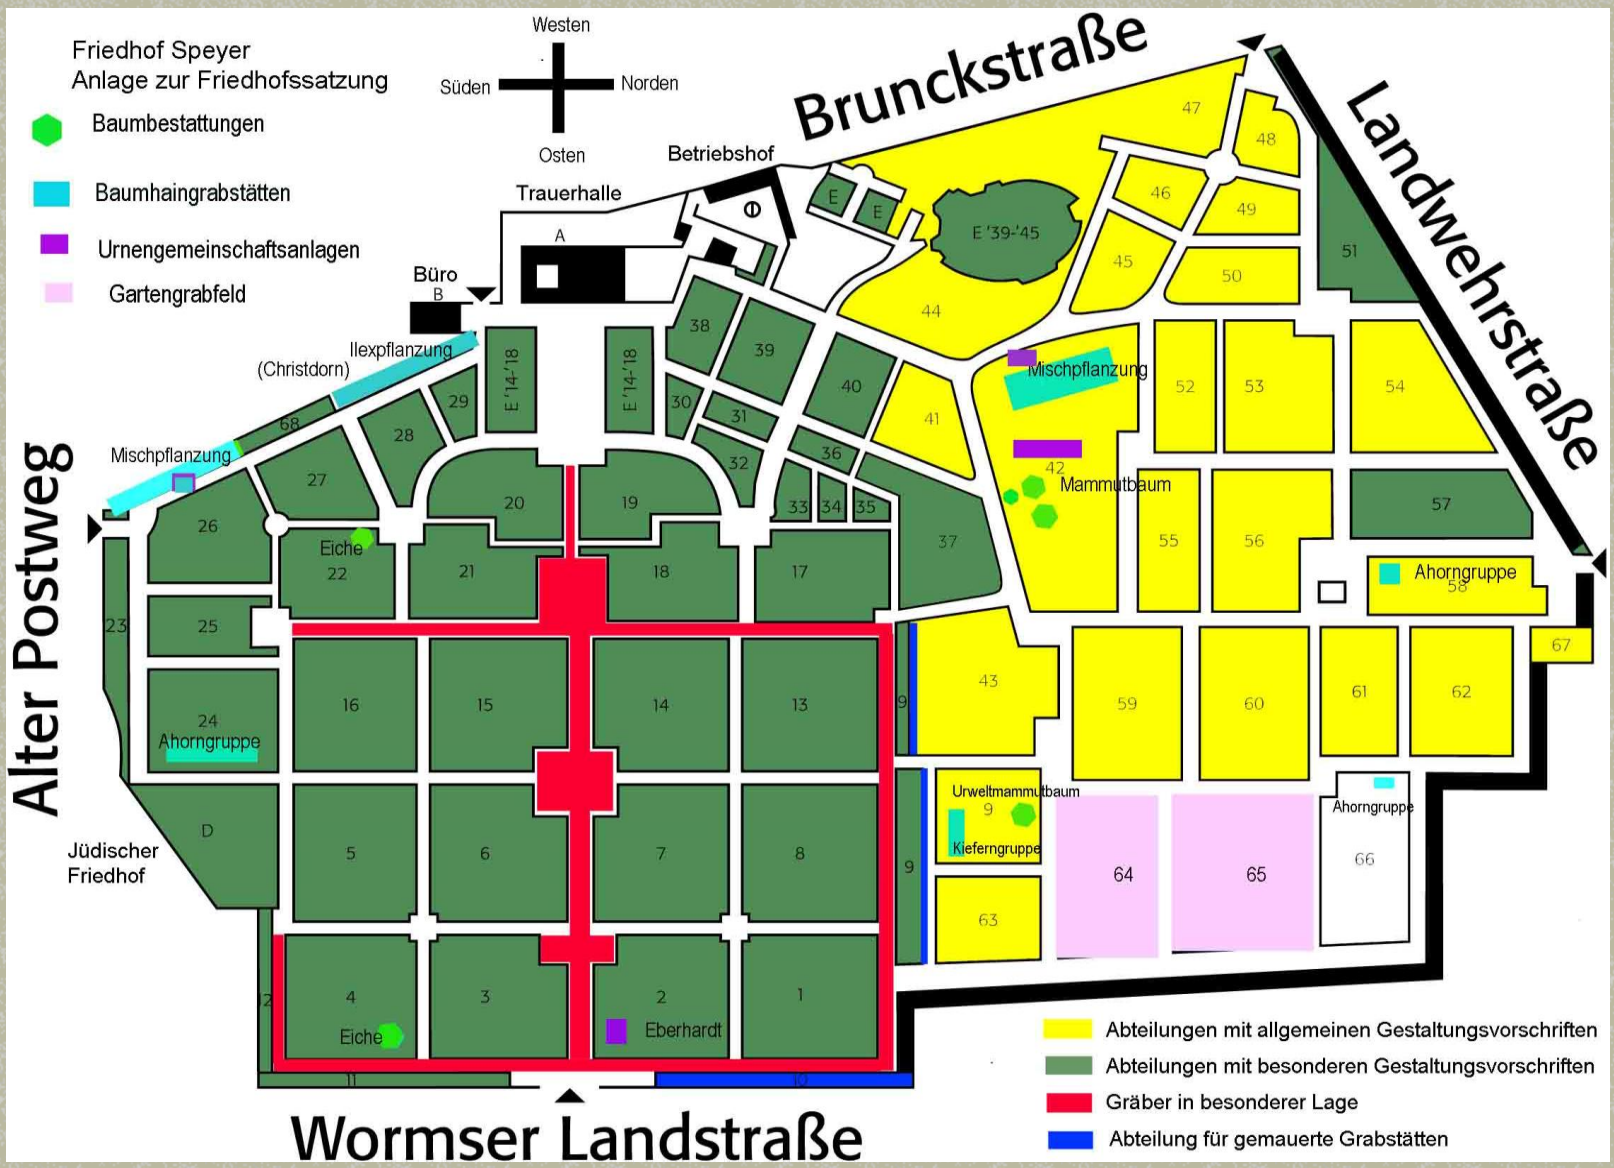 Friedhof Speyer
Anlage zur Friedhofssatzung
Baumbestattungen
Baumhaingrabstätten
Urnengemeinschaftsanlagen
Gartengrabfeld
Westen
Süden
Norden
Osten
Brunckstraße
Landwehrstraße
Alter Postweg
Wormser Landstraße
Betriebshof
Trauerhalle
A
Büro
B
Ilexpflanzung
(Christdorn)
Mischpflanzung
68
29
28
27
26
E '14-'18
E '14-'18
38
39
40
41
30
31
32
36
33
34
35
37
E
E
E '39-'45
47
48
46
49
45
50
44
51
Mischpflanzung
42
Mammutbaum
52
53
54
55
56
57
Ahorngruppe
58
67
20
19
Eiche
22
21
18
17
23
25
24
Ahorngruppe
D
Jüdischer
Friedhof
16
15
14
13
9
43
59
60
61
62
5
6
7
8
9
Urweltmammutbaum
9
Kieferngruppe
63
64
65
Ahorngruppe
66
12
4
Eiche
3
2
Eberhardt
1
11
10
Abteilungen mit allgemeinen Gestaltungsvorschriften
Abteilungen mit besonderen Gestaltungsvorschriften
Gräber in besonderer Lage
Abteilung für gemauerte Grabstätten